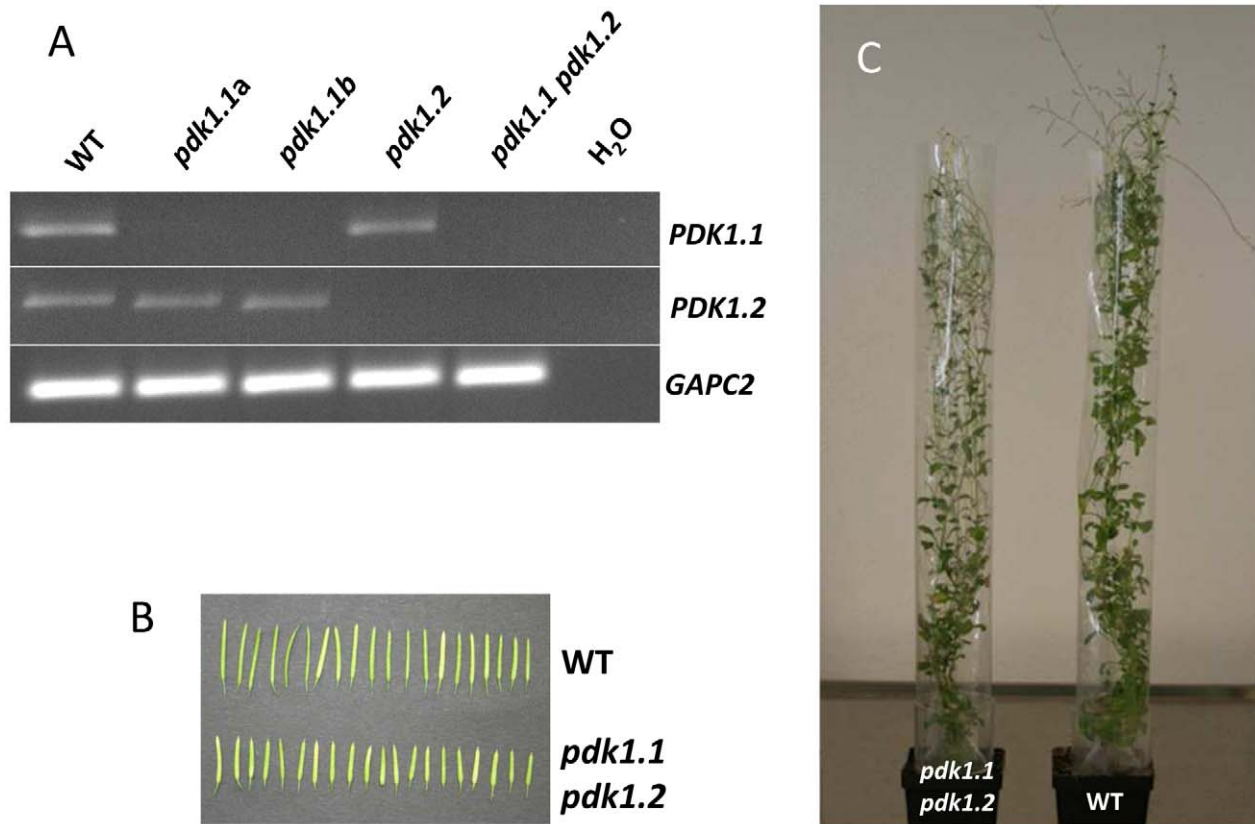 A
WT
pdk1.1a
pdk1.1b
pdk1.2
pdk1.1 pdk1.2
H₂O
PDK1.1
PDK1.2
GAPC2
B
WT
pdk1.1
pdk1.2
C
pdk1.1
pdk1.2
WT